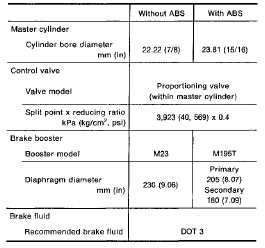 Without ABS With ABS
Master cylinder
Cylinder bore diameter
mm (in)
22.22 (7/8) 23.81 (15/16)
Control valve
Valve model
Proportioning valve
(within master cylinder)
Split point x reducing ratio
kPa (kg/cm², psi)
3,923 (40, 569) x 0.4
Brake booster
Booster model M23 M195T
Diaphragm diameter
mm (in)
230 (9.06)
Primary
205 (8.07)
Secondary
180 (7.09)
Brake fluid
Recommended brake fluid DOT 3